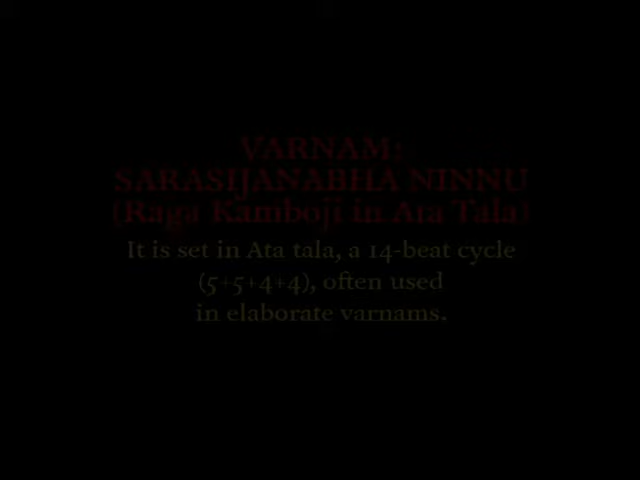 VARNAM:
SARASIJANABHA NINNU
(Raga Kamboji in Ata Tala)
It is set in Ata tala, a 14-beat cycle
(5+5+4+4), often used
in elaborate varnams.